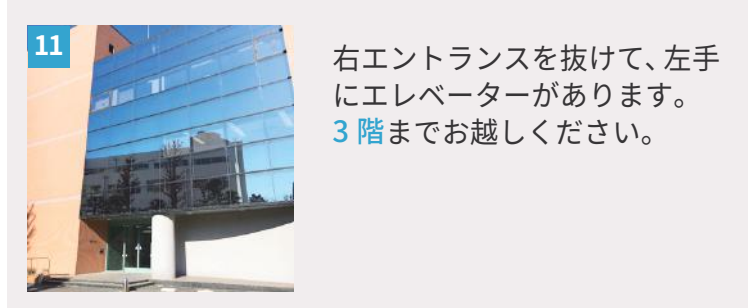 11
右エントランスを抜けて、左手
にエレベーターがあります。
3 階までお越しください。